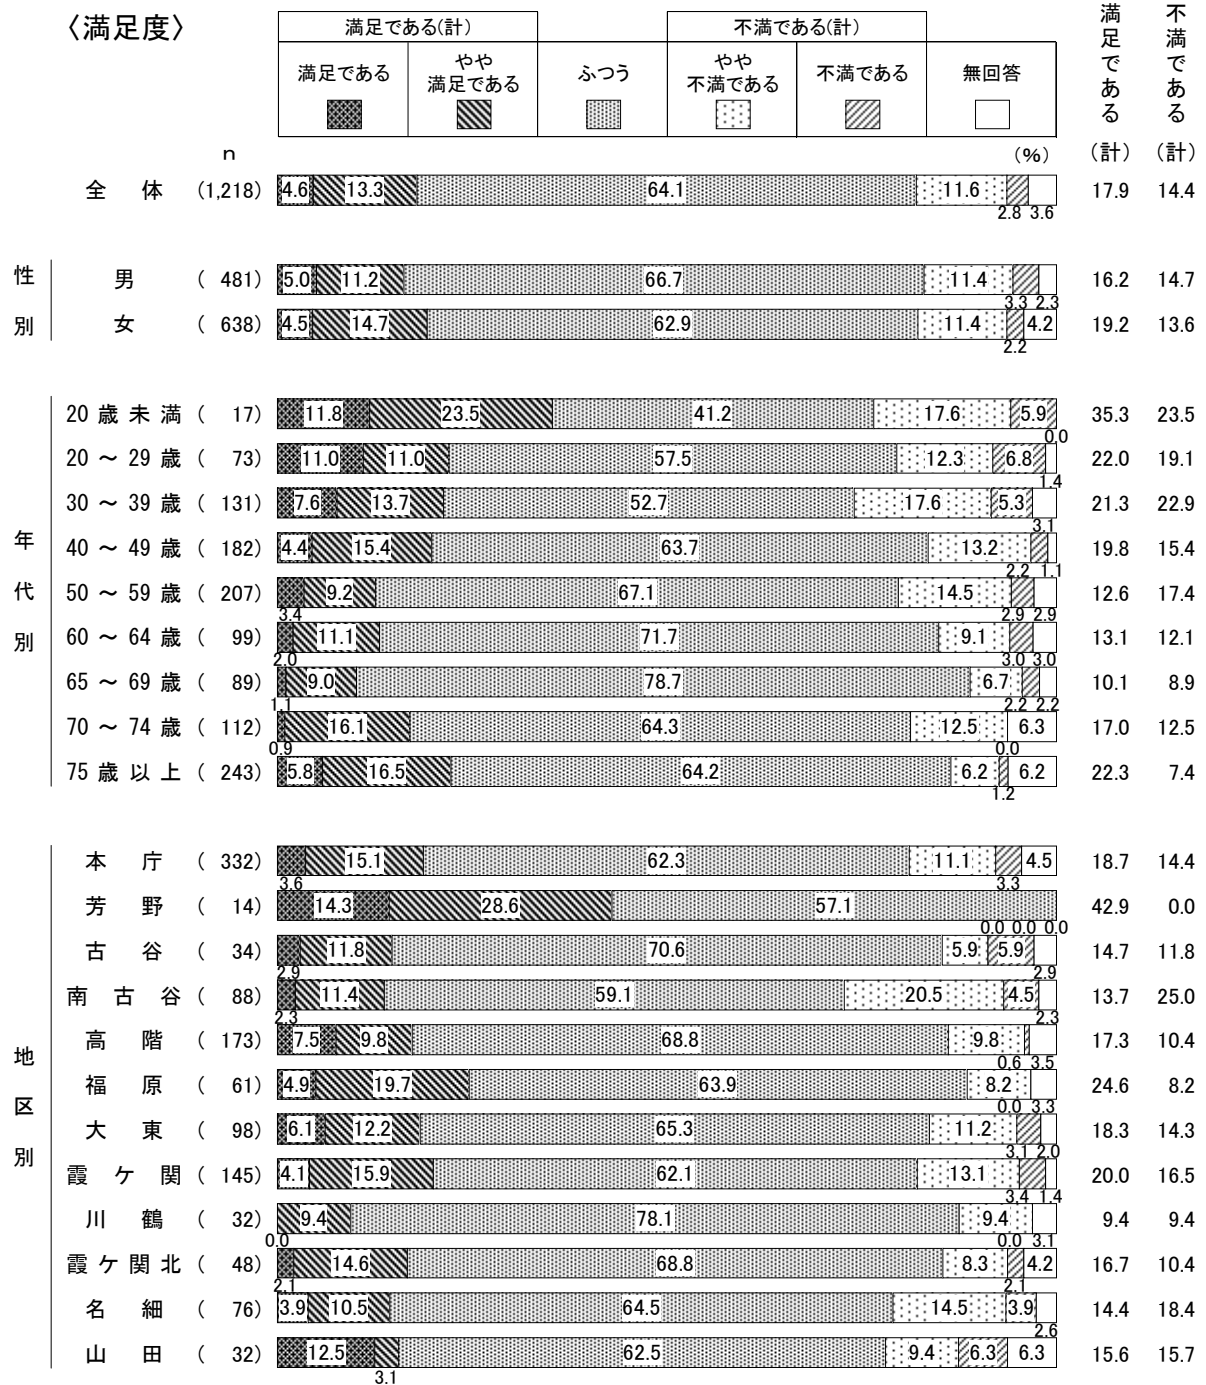 〈満足度〉
満足である(計)
不満である(計)
満足である
やや
満足である
ふつう
やや
不満である
不満である
無回答
満足である(計)
不満である(計)
n
(%)
全体 (1,218) 4.6 13.3 64.1 11.6 2.8 3.6 17.9 14.4
性別
男 ( 481) 5.0 11.2 66.7 11.4 3.3 2.3 16.2 14.7
女 ( 638) 4.5 14.7 62.9 11.4 2.2 4.2 19.2 13.6
年代別
20歳未満 ( 17) 11.8 23.5 41.2 17.6 5.9 0.0 35.3 23.5
20～29歳 ( 73) 11.0 11.0 57.5 12.3 6.8 1.4 22.0 19.1
30～39歳 ( 131) 7.6 13.7 52.7 17.6 5.3 3.1 21.3 22.9
40～49歳 ( 182) 4.4 15.4 63.7 13.2 2.2 1.1 19.8 15.4
50～59歳 ( 207) 3.4 9.2 67.1 14.5 2.9 2.9 12.6 17.4
60～64歳 ( 99) 2.0 11.1 71.7 9.1 3.0 3.0 13.1 12.1
65～69歳 ( 89) 1.1 9.0 78.7 6.7 2.2 2.2 10.1 8.9
70～74歳 ( 112) 0.9 16.1 64.3 12.5 0.0 6.3 17.0 12.5
75歳以上 ( 243) 5.8 16.5 64.2 6.2 1.2 6.2 22.3 7.4
地区別
本庁 ( 332) 3.6 15.1 62.3 11.1 3.3 4.5 18.7 14.4
芳野 ( 14) 14.3 28.6 57.1 0.0 0.0 0.0 42.9 0.0
古谷 ( 34) 2.9 11.8 70.6 5.9 5.9 2.9 14.7 11.8
南古谷 ( 88) 2.3 11.4 59.1 20.5 4.5 2.3 13.7 25.0
高階 ( 173) 7.5 9.8 68.8 9.8 0.6 3.5 17.3 10.4
福原 ( 61) 4.9 19.7 63.9 8.2 0.0 3.3 24.6 8.2
大東 ( 98) 6.1 12.2 65.3 11.2 3.1 2.0 18.3 14.3
霞ケ関 ( 145) 4.1 15.9 62.1 13.1 3.4 1.4 20.0 16.5
川鶴 ( 32) 0.0 9.4 78.1 9.4 0.0 3.1 9.4 9.4
霞ケ関北 ( 48) 2.1 14.6 68.8 8.3 2.1 4.2 16.7 10.4
名細 ( 76) 3.9 10.5 64.5 14.5 3.9 2.6 14.4 18.4
山田 ( 32) 12.5 3.1 62.5 9.4 6.3 6.3 15.6 15.7